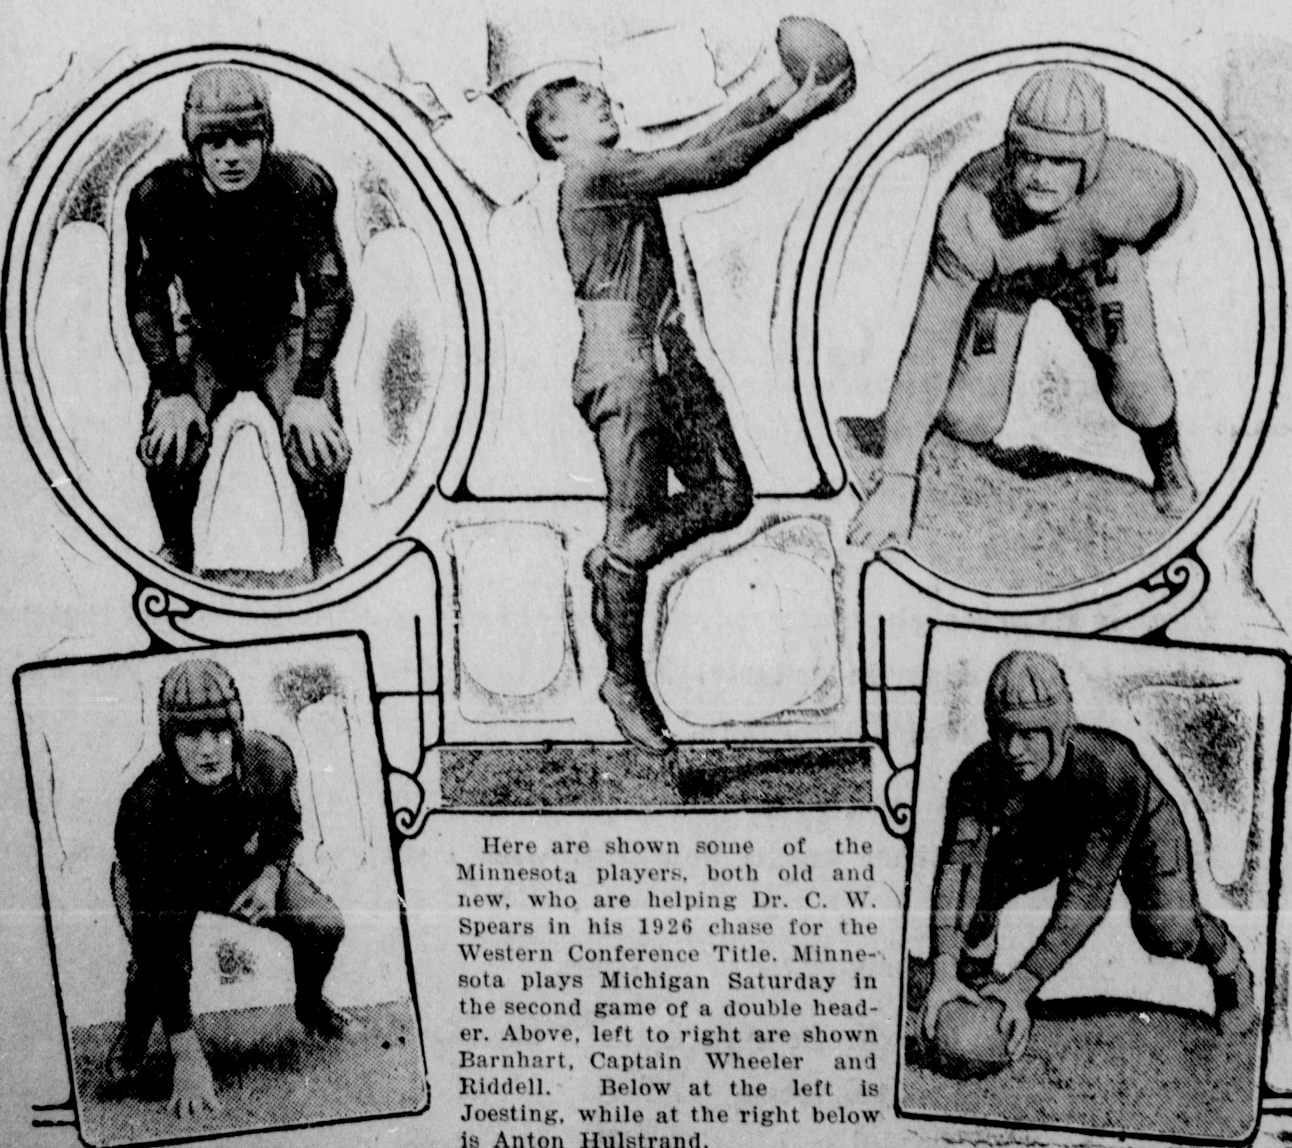 Here are shown some of the
Minnesota players, both old and
new, who are helping Dr. C. W.
Spears in his 1926 chase for the
Western Conference Title. Minne-
sota plays Michigan Saturday in
the second game of a double head-
er. Above, left to right are shown
Barnhart, Captain Wheeler and
Riddell. Below at the left is
Joesting, while at the right below
is Anton Hulstrand.